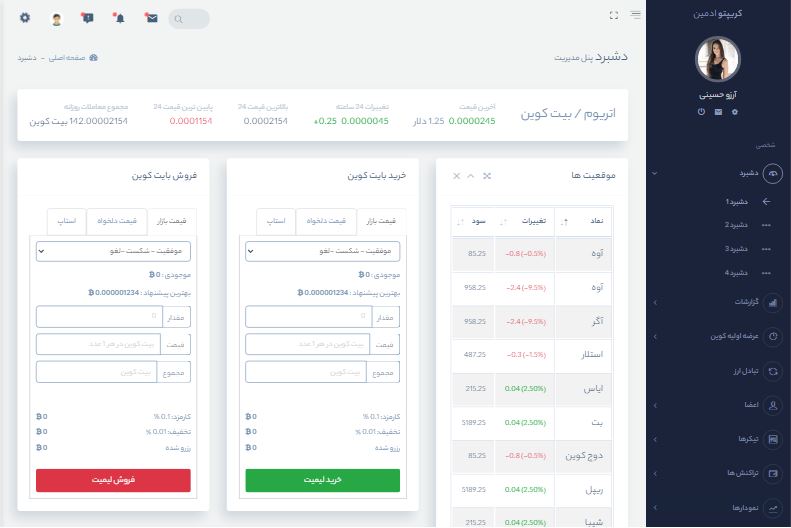 کریپتو ادمین
آرزو حسینی
شخصی
دشبرد
دشبرد 1
دشبرد 2
دشبرد 3
دشبرد 4
گزارشات
عرضه اولیه کوین
تبادل ارز
اعضا
تیکرها
تراکنش ها
نمودارها
دشبرد پنل مدیریت
صفحه اصلی - دشبرد
اتریوم / بیت کوین
آخرین قیمت
0.0000245 1.25 دلار
تغییرات 24 ساعته
0.0000045 +0.25
بالاترین قیمت 24
0.0002154
پایین ترین قیمت 24
0.0001154
مجموع معاملات روزانه
142.00002154 بیت کوین
موقعیت ها
نماد تغییرات سود
آوه -0.8 (-0.5%) 85.25
آوه -2.4 (-9.5%) 958.25
آگر -2.4 (-9.5%) 958.25
استلار -0.3 (-1.5%) 487.25
ایاس 0.04 (2.50%) 215.25
بت 0.04 (2.50%) 5189.25
دوج کوین -0.8 (-0.5%) 85.25
ریپل 0.04 (2.50%) 5189.25
شیبا 0.04 (2.50%) 215.25
خرید بایت کوین
قیمت بازار قیمت دلخواه استاپ
موفقیت - شکست -لغو
موجودی : 0
بهترین پیشنهاد : 0.000001234
مقدار 0
قیمت بیت کوین در هر 1 عدد
مجموع بیت کوین
کارمزد: 0.1 % 0
تخفیف: 0.01 % 0
رزرو شده 0
خرید لیمیت
فروش بایت کوین
قیمت بازار قیمت دلخواه استاپ
موفقیت - شکست -لغو
موجودی : 0
بهترین پیشنهاد : 0.000001234
مقدار 0
قیمت بیت کوین در هر 1 عدد
مجموع بیت کوین
کارمزد: 0.1 % 0
تخفیف: 0.01 % 0
رزرو شده 0
فروش لیمیت